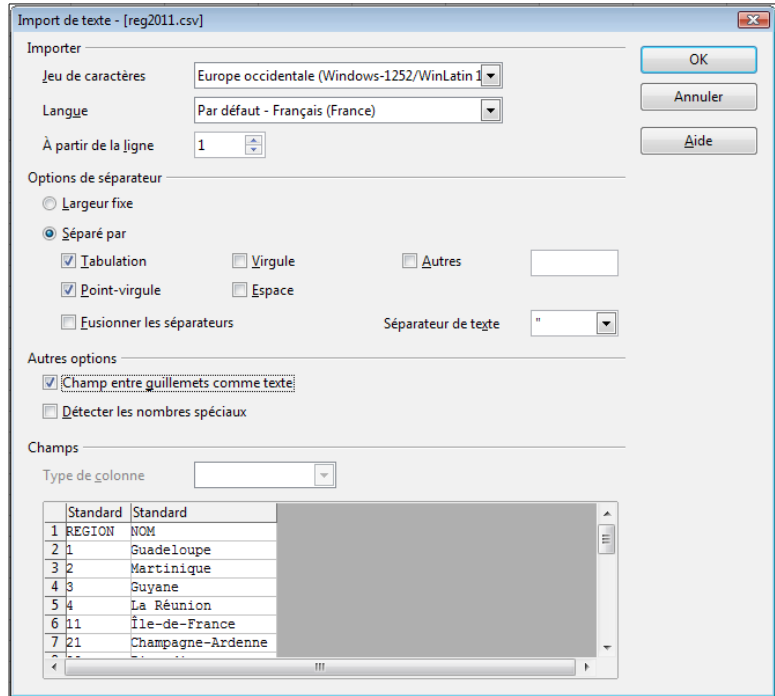 Import de texte - [reg2011.csv]
Importer
OK
Jeu de caractères
Europe occidentale (Windows-1252/WinLatin 1
Annuler
Langue
Par défaut - Français (France)
À partir de la ligne
1
Aide
Options de séparateur
Largeur fixe
Séparé par
Tabulation
Virgule
Autres
Point-virgule
Espace
Fusionner les séparateurs
Séparateur de texte
"
Autres options
Champ entre guillemets comme texte
Détecter les nombres spéciaux
Champs
Type de colonne
Standard Standard
1 REGION NOM
2 1 Guadeloupe
3 2 Martinique
4 3 Guyane
5 4 La Réunion
6 11 Île-de-France
7 21 Champagne-Ardenne